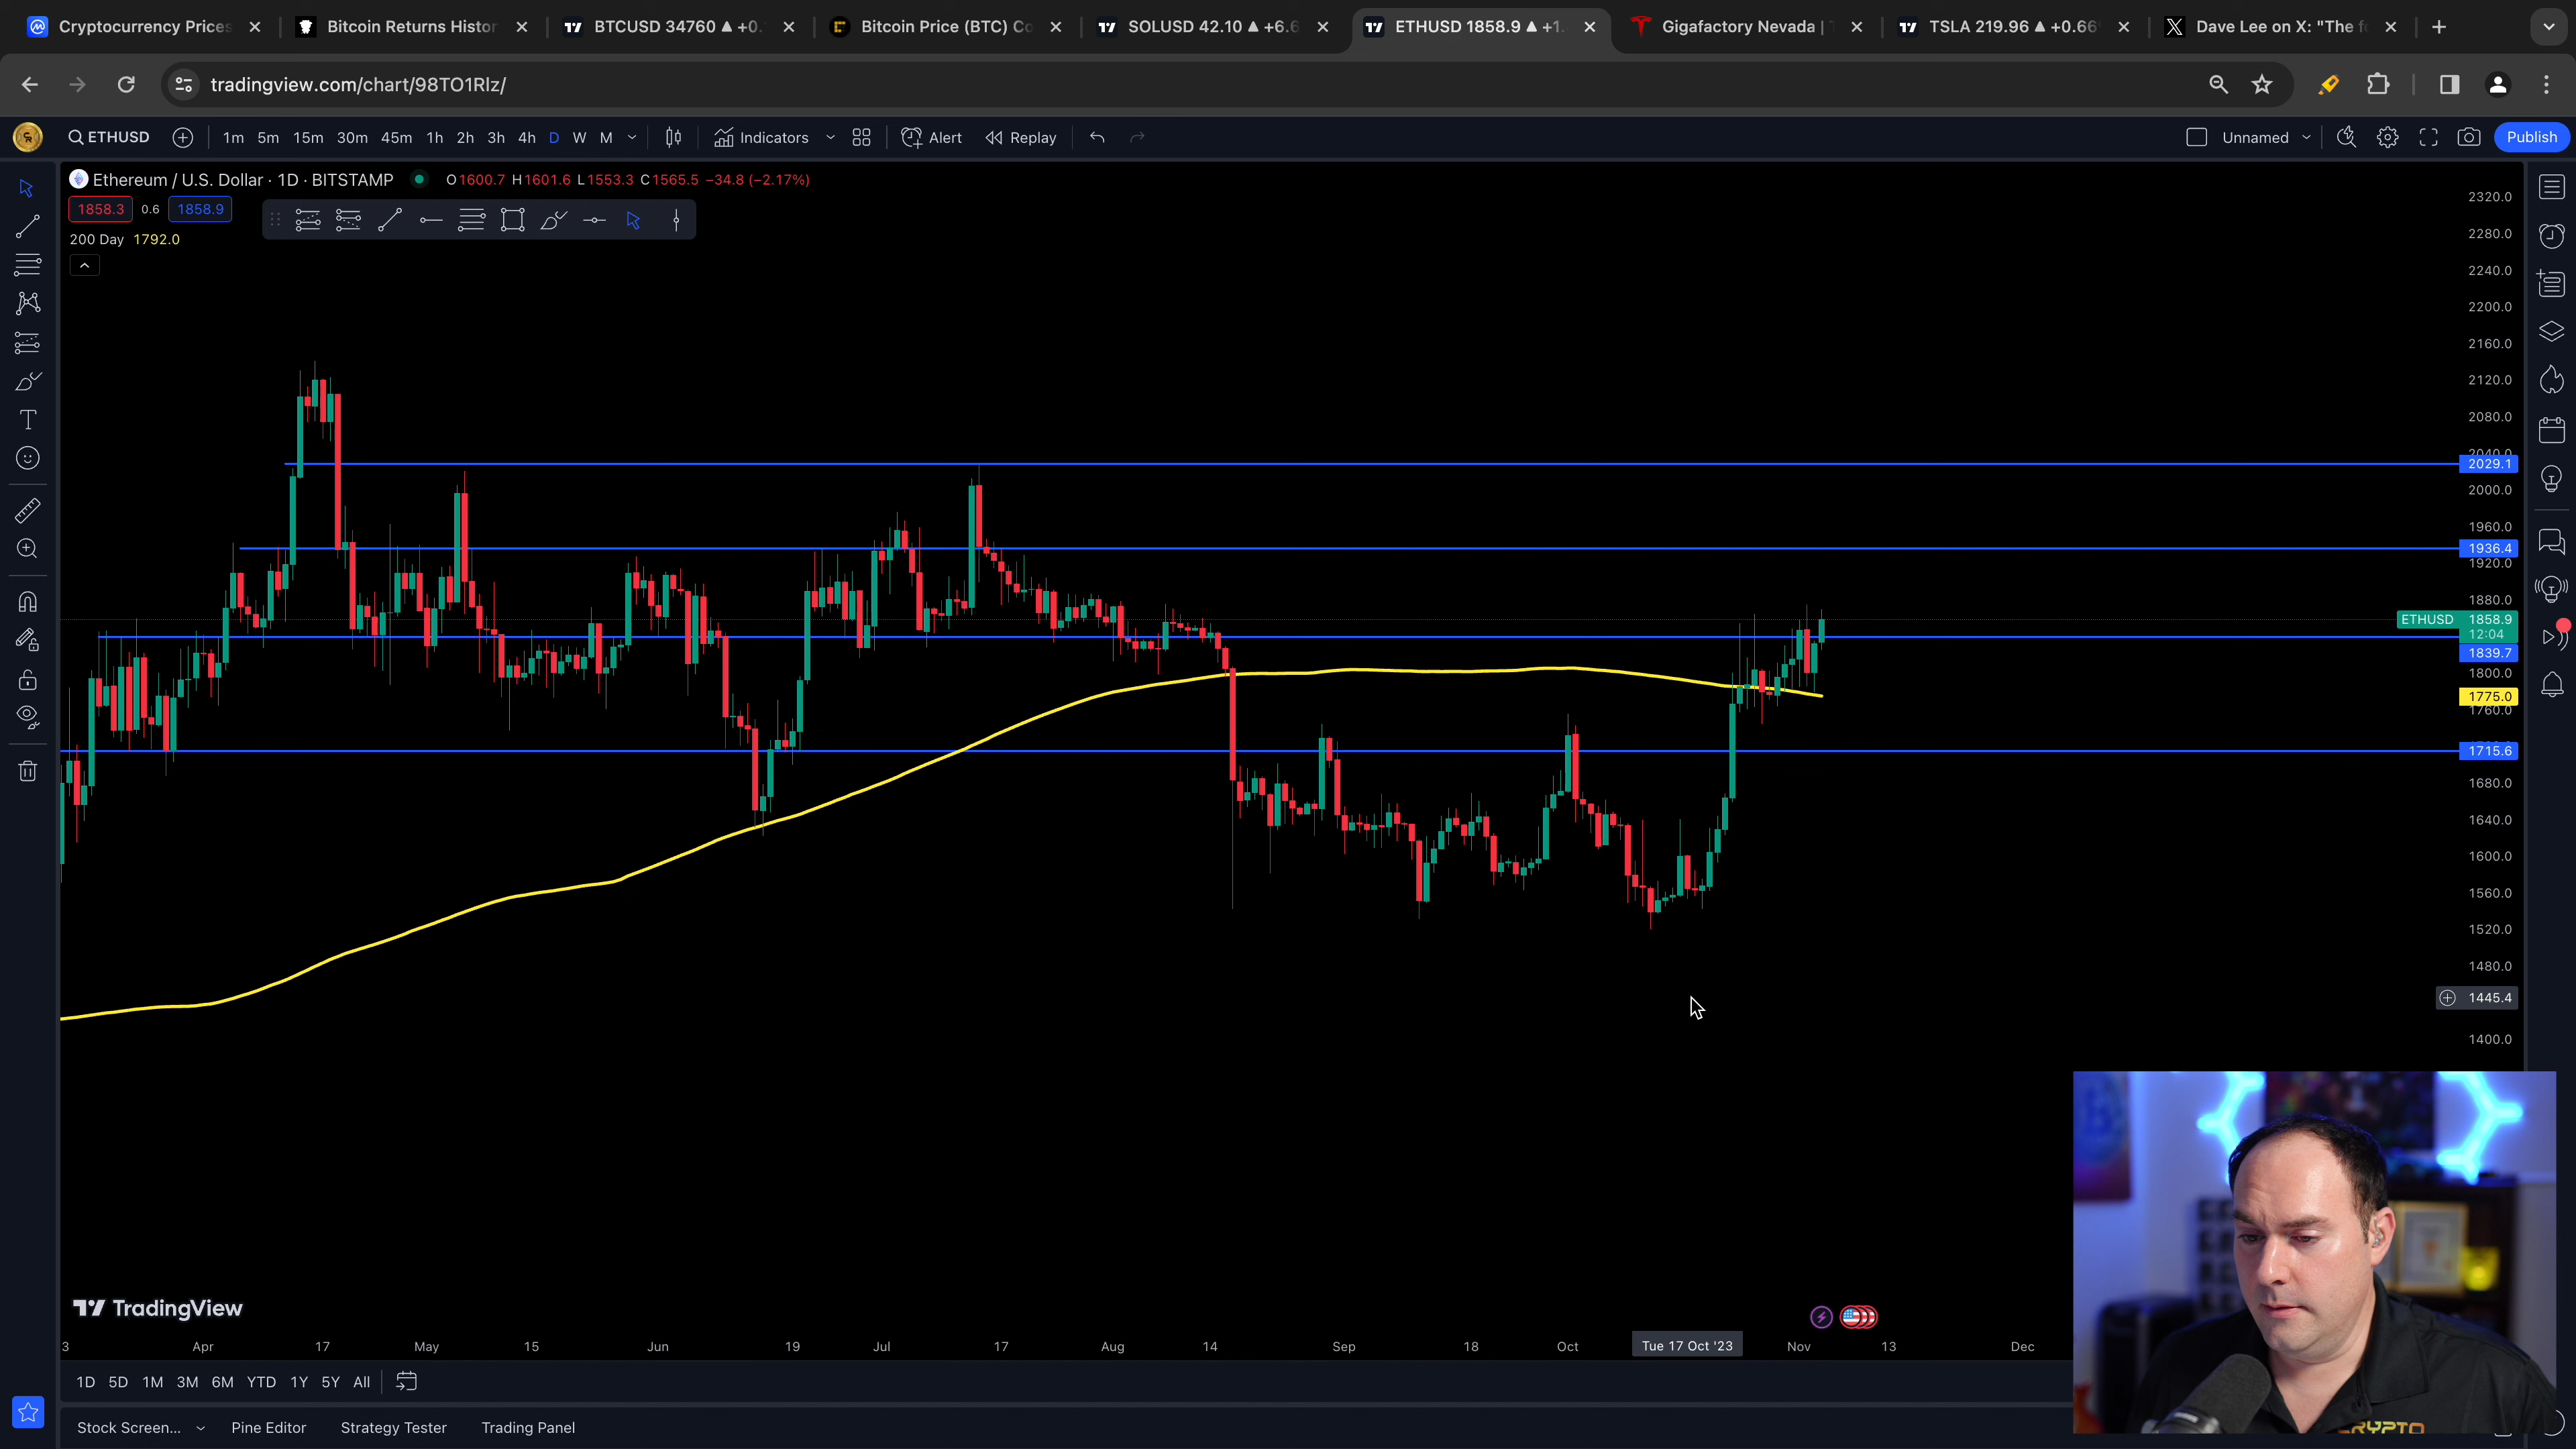 Cryptocurrency Prices
Bitcoin Returns Histor
BTCUSD 34760 ▲ +0.
Bitcoin Price (BTC) Co
SOLUSD 42.10 ▲ +6.6
ETHUSD 1858.9 ▲ +1.
Gigafactory Nevada |
TSLA 219.96 ▲ +0.66
Dave Lee on X: "The f
tradingview.com/chart/98TO1RIz/
ETHUSD 1m 5m 15m 30m 45m 1h 2h 3h 4h D W M Indicators Alert Replay Unnamed Publish
Ethereum / U.S. Dollar · 1D · BITSTAMP O1600.7 H1601.6 L1553.3 C1565.5 −34.8 (−2.17%)
1858.3 0.6 1858.9
200 Day 1792.0
2320.0
2280.0
2240.0
2200.0
2160.0
2120.0
2080.0
2040.0
2029.1
2000.0
1960.0
1936.4
1920.0
1880.0
ETHUSD 1858.9
12:04
1839.7
1800.0
1775.0
1760.0
1715.6
1680.0
1640.0
1600.0
1560.0
1520.0
1480.0
1445.4
1400.0
TradingView
3 Apr 17 May 15 Jun 19 Jul 17 Aug 14 Sep 18 Oct Tue 17 Oct '23 Nov 13 Dec
1D 5D 1M 3M 6M YTD 1Y 5Y All
Stock Screen... Pine Editor Strategy Tester Trading Panel
CRYPTO